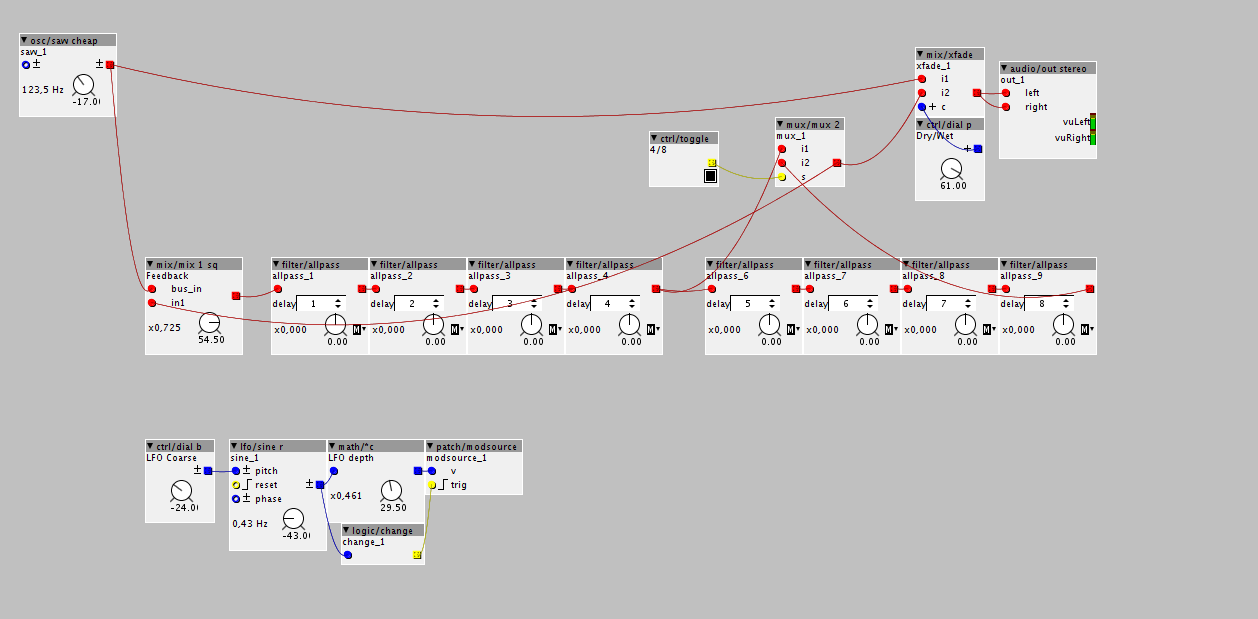 osc/saw cheap
saw_1
± ±
123,5 Hz
-17.0(
mix/xfade
xfade_1
i1
i2
+ c
audio/out stereo
out_1
left
right
vuLeft
vuRight
ctrl/dial p
Dry/Wet
+
61.00
ctrl/toggle
4/8
mux/mux 2
mux_1
i1
i2
s
mix/mix 1 sq
Feedback
bus_in
in1
x0,725
54.50
filter/allpass
allpass_1
delay 1
x0,000
M
0.00
filter/allpass
allpass_2
delay 2
x0,000
M
0.00
filter/allpass
allpass_3
delay 3
x0,000
M
0.00
filter/allpass
allpass_4
delay 4
x0,000
M
0.00
filter/allpass
allpass_6
delay 5
x0,000
M
0.00
filter/allpass
allpass_7
delay 6
x0,000
M
0.00
filter/allpass
allpass_8
delay 7
x0,000
M
0.00
filter/allpass
allpass_9
delay 8
x0,000
M
0.00
ctrl/dial b
LFO Coarse
±
-24.0(
lfo/sine r
sine_1
± pitch
reset
±
± phase
0,43 Hz
-43.0(
math/*c
LFO depth
x0,461
29.50
patch/modsource
modsource_1
v
trig
logic/change
change_1